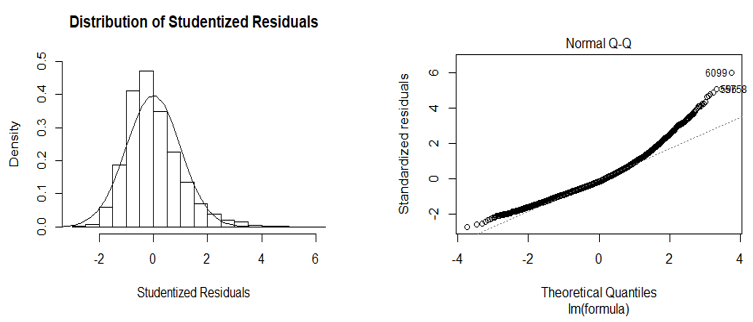 Distribution of Studentized Residuals
Density
0.0 0.1 0.2 0.3 0.4 0.5
-2 0 2 4 6
Studentized Residuals
Normal Q-Q
Standardized residuals
-2 0 2 4 6
6099
-4 -2 0 2 4
Theoretical Quantiles
lm(formula)